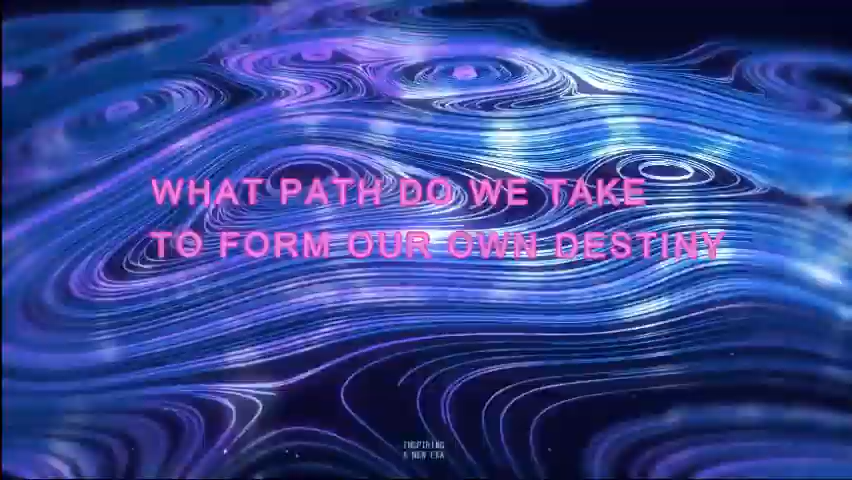 WHAT PATH DO WE TAKE
TO FORM OUR OWN DESTINY
INSPIRING
A NEW ERA